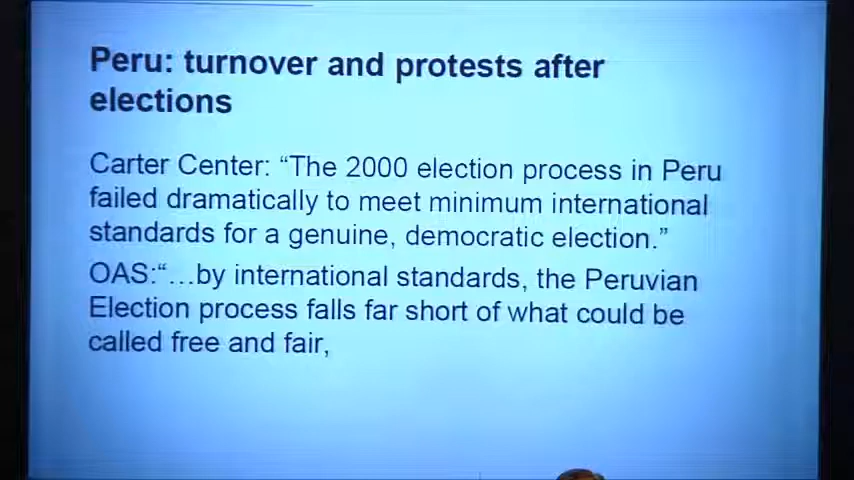 Peru: turnover and protests after
elections
Carter Center: “The 2000 election process in Peru
failed dramatically to meet minimum international
standards for a genuine, democratic election.”
OAS:“…by international standards, the Peruvian
Election process falls far short of what could be
called free and fair,